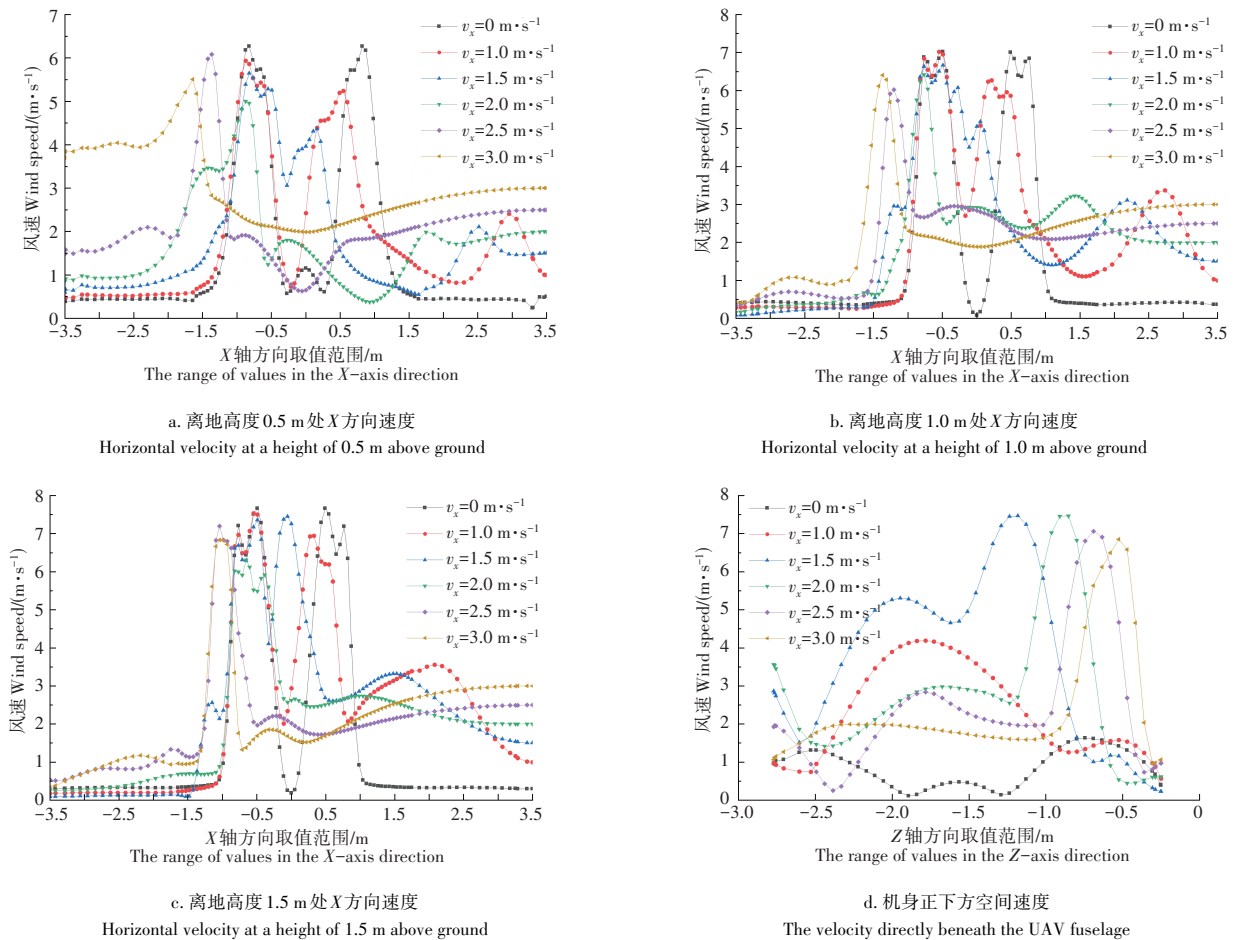 7
6
5
4
3
2
1
0
风速 Wind speed/(m·s⁻¹)
−3.5
−2.5
−1.5
−0.5
0.5
1.5
2.5
3.5
vₓ=0 m·s⁻¹
vₓ=1.0 m·s⁻¹
vₓ=1.5 m·s⁻¹
vₓ=2.0 m·s⁻¹
vₓ=2.5 m·s⁻¹
vₓ=3.0 m·s⁻¹
X轴方向取值范围/m
The range of values in the X−axis direction
a. 离地高度0.5 m处X方向速度
Horizontal velocity at a height of 0.5 m above ground
8
7
6
5
4
3
2
1
0
风速 Wind speed/(m·s⁻¹)
−3.5
−2.5
−1.5
−0.5
0.5
1.5
2.5
3.5
vₓ=0 m·s⁻¹
vₓ=1.0 m·s⁻¹
vₓ=1.5 m·s⁻¹
vₓ=2.0 m·s⁻¹
vₓ=2.5 m·s⁻¹
vₓ=3.0 m·s⁻¹
X轴方向取值范围/m
The range of values in the X−axis direction
b. 离地高度1.0 m处X方向速度
Horizontal velocity at a height of 1.0 m above ground
8
7
6
5
4
3
2
1
0
风速 Wind speed/(m·s⁻¹)
−3.5
−2.5
−1.5
−0.5
0.5
1.5
2.5
3.5
vₓ=0 m·s⁻¹
vₓ=1.0 m·s⁻¹
vₓ=1.5 m·s⁻¹
vₓ=2.0 m·s⁻¹
vₓ=2.5 m·s⁻¹
vₓ=3.0 m·s⁻¹
X轴方向取值范围/m
The range of values in the X−axis direction
c. 离地高度1.5 m处X方向速度
Horizontal velocity at a height of 1.5 m above ground
8
7
6
5
4
3
2
1
0
风速 Wind speed/(m·s⁻¹)
−3.0
−2.5
−2.0
−1.5
−1.0
−0.5
0
vₓ=0 m·s⁻¹
vₓ=1.0 m·s⁻¹
vₓ=1.5 m·s⁻¹
vₓ=2.0 m·s⁻¹
vₓ=2.5 m·s⁻¹
vₓ=3.0 m·s⁻¹
Z轴方向取值范围/m
The range of values in the Z−axis direction
d. 机身正下方空间速度
The velocity directly beneath the UAV fuselage